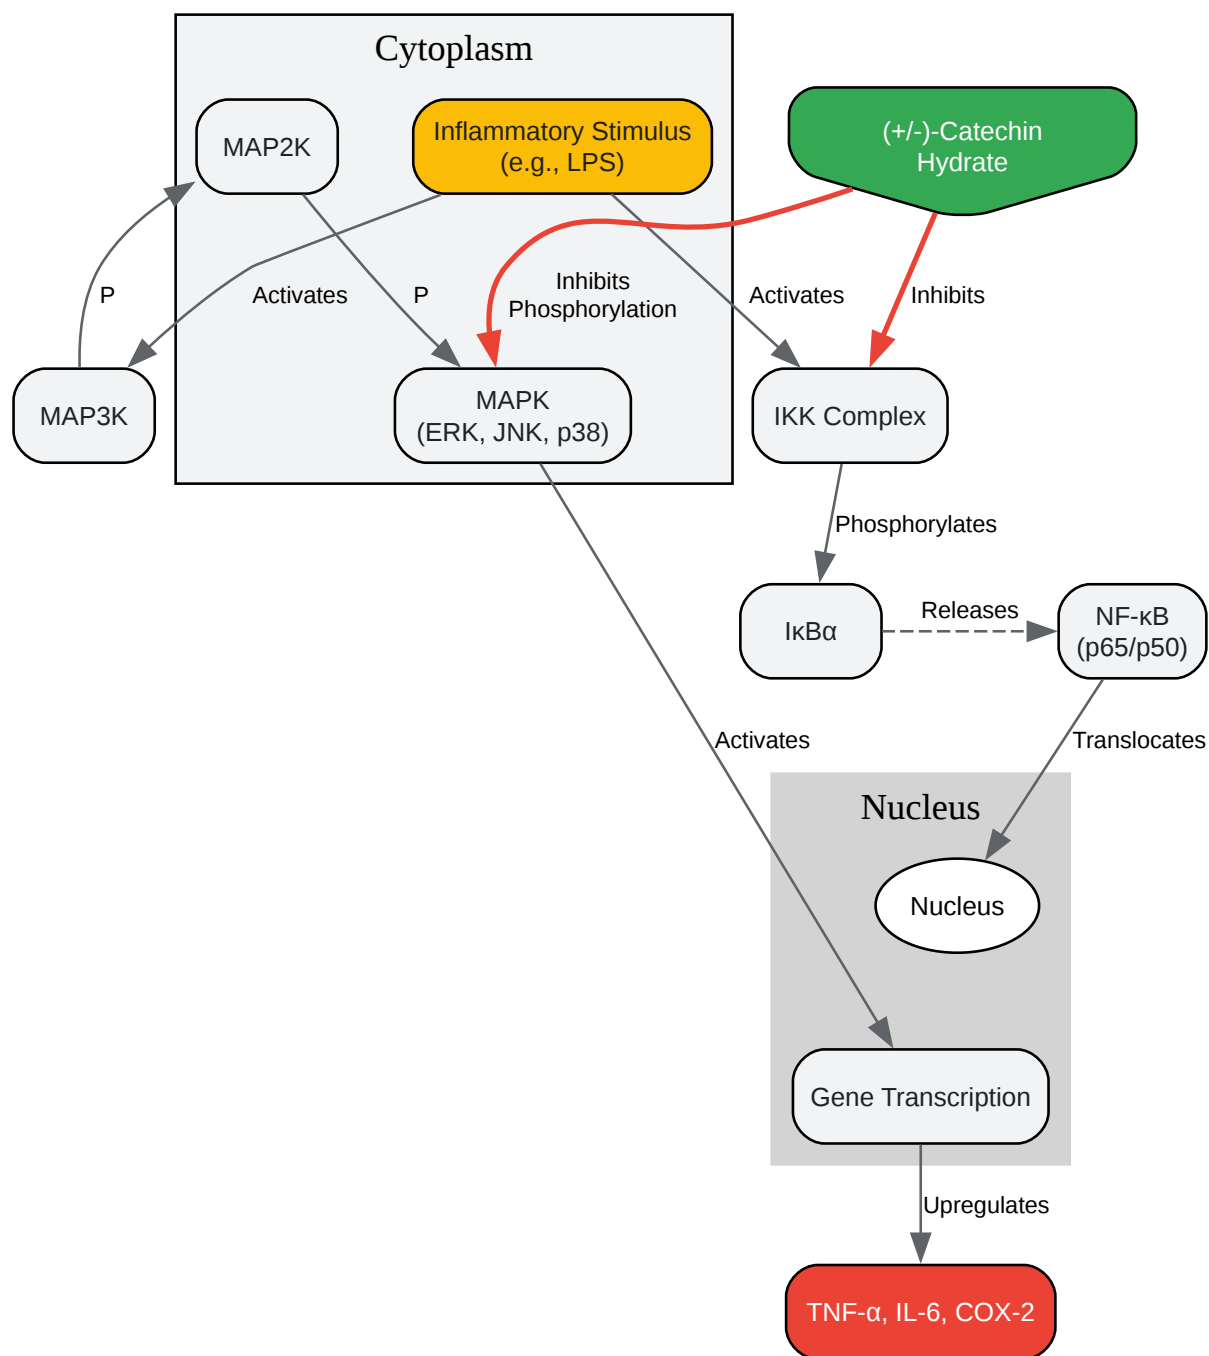 Cytoplasm
MAP2K
Inflammatory Stimulus
(e.g., LPS)
(+/-)-Catechin
Hydrate
P
Activates
P
Inhibits
Phosphorylation
Activates
Inhibits
MAP3K
MAPK
(ERK, JNK, p38)
IKK Complex
Phosphorylates
IκBα
Releases
NF-κB
(p65/p50)
Activates
Translocates
Nucleus
Nucleus
Gene Transcription
Upregulates
TNF-α, IL-6, COX-2